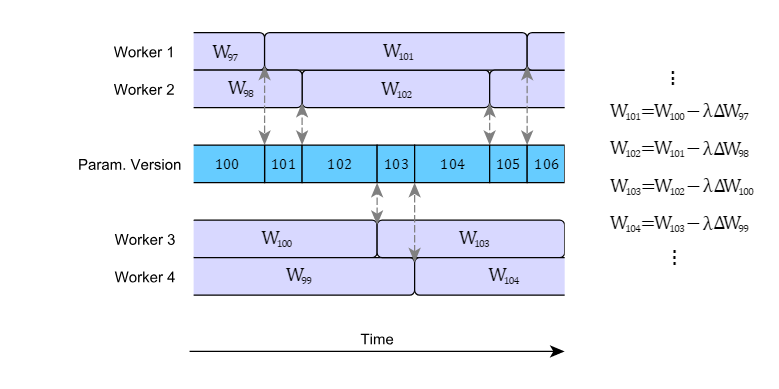 Worker 1 W₉₇ W₁₀₁
Worker 2 W₉₈ W₁₀₂
Param. Version 100 101 102 103 104 105 106
Worker 3 W₁₀₀ W₁₀₃
Worker 4 W₉₉ W₁₀₄
Time
⋮
W₁₀₁=W₁₀₀−λΔW₉₇
W₁₀₂=W₁₀₁−λΔW₉₈
W₁₀₃=W₁₀₂−λΔW₁₀₀
W₁₀₄=W₁₀₃−λΔW₉₉
⋮